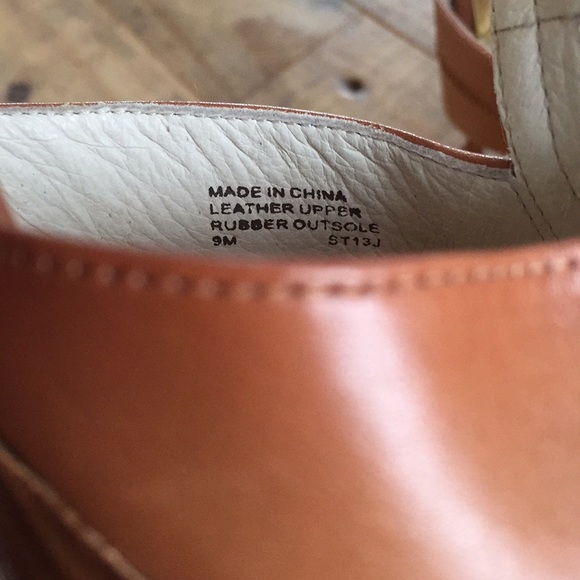 MADE IN CHINA
LEATHER UPPER
RUBBER OUTSOLE
9M ST13J